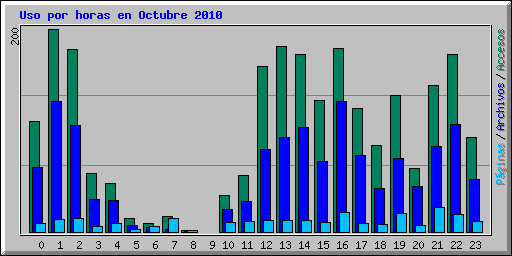 Uso por horas en Octubre 2010
200
Páginas / Archivos / Accesos
0 1 2 3 4 5 6 7 8 9 10 11 12 13 14 15 16 17 18 19 20 21 22 23